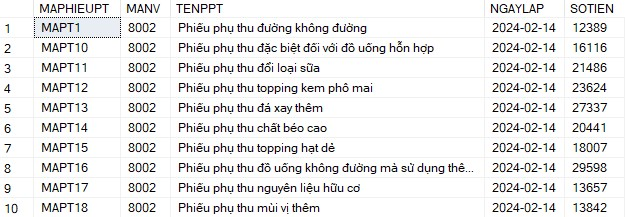 MAPHIEUPT MANV TENPPT NGAYLAP SOTIEN
1 MAPT1 8002 Phiếu phụ thu đường không đường 2024-02-14 12389
2 MAPT10 8002 Phiếu phụ thu đặc biệt đối với đồ uống hỗn hợp 2024-02-14 16116
3 MAPT11 8002 Phiếu phụ thu đổi loại sữa 2024-02-14 21486
4 MAPT12 8002 Phiếu phụ thu topping kem phô mai 2024-02-14 23624
5 MAPT13 8002 Phiếu phụ thu đá xay thêm 2024-02-14 27337
6 MAPT14 8002 Phiếu phụ thu chất béo cao 2024-02-14 20441
7 MAPT15 8002 Phiếu phụ thu topping hạt dẻ 2024-02-14 18007
8 MAPT16 8002 Phiếu phụ thu đồ uống không đường mà sử dụng thê... 2024-02-14 29598
9 MAPT17 8002 Phiếu phụ thu nguyên liệu hữu cơ 2024-02-14 13657
10 MAPT18 8002 Phiếu phụ thu mùi vị thêm 2024-02-14 13842